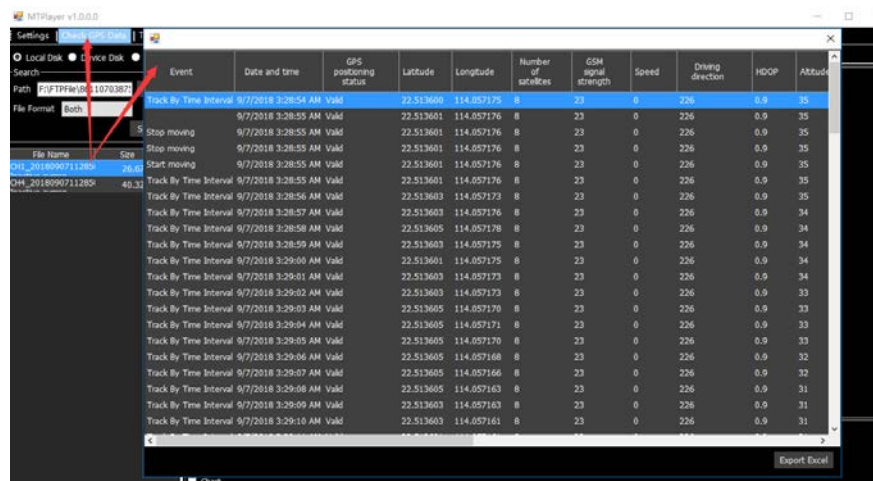 MTPlayer v1.0.0.0
Settings Check GPS Data
Local Disk Device Disk
Search
Path F:\FTPFile\8611070387
File Format Both
File Name Size
CH1_2018090711285 26.6
CH4_2018090711285 40.32
Event Date and time GPS positioning status Latitude Longitude Number of satellites GSM signal strength Speed Driving direction HDOP Altitude
Track By Time Interval 9/7/2018 3:28:54 AM Valid 22.513600 114.057175 8 23 0 226 0.9 35
9/7/2018 3:28:55 AM Valid 22.513601 114.057176 8 23 0 226 0.9 35
Stop moving 9/7/2018 3:28:55 AM Valid 22.513601 114.057176 8 23 0 226 0.9 35
Stop moving 9/7/2018 3:28:55 AM Valid 22.513601 114.057176 8 23 0 226 0.9 35
Start moving 9/7/2018 3:28:55 AM Valid 22.513601 114.057176 8 23 0 226 0.9 35
Track By Time Interval 9/7/2018 3:28:55 AM Valid 22.513601 114.057176 8 23 0 226 0.9 35
Track By Time Interval 9/7/2018 3:28:56 AM Valid 22.513603 114.057173 8 23 0 226 0.9 35
Track By Time Interval 9/7/2018 3:28:57 AM Valid 22.513603 114.057176 8 23 0 226 0.9 34
Track By Time Interval 9/7/2018 3:28:58 AM Valid 22.513605 114.057178 8 23 0 226 0.9 34
Track By Time Interval 9/7/2018 3:28:59 AM Valid 22.513603 114.057175 8 23 0 226 0.9 34
Track By Time Interval 9/7/2018 3:29:00 AM Valid 22.513601 114.057175 8 23 0 226 0.9 34
Track By Time Interval 9/7/2018 3:29:01 AM Valid 22.513603 114.057173 8 23 0 226 0.9 34
Track By Time Interval 9/7/2018 3:29:02 AM Valid 22.513603 114.057173 8 23 0 226 0.9 33
Track By Time Interval 9/7/2018 3:29:03 AM Valid 22.513605 114.057170 8 23 0 226 0.9 33
Track By Time Interval 9/7/2018 3:29:04 AM Valid 22.513605 114.057171 8 23 0 226 0.9 33
Track By Time Interval 9/7/2018 3:29:05 AM Valid 22.513605 114.057170 8 23 0 226 0.9 33
Track By Time Interval 9/7/2018 3:29:06 AM Valid 22.513605 114.057168 8 23 0 226 0.9 32
Track By Time Interval 9/7/2018 3:29:07 AM Valid 22.513605 114.057166 8 23 0 226 0.9 32
Track By Time Interval 9/7/2018 3:29:08 AM Valid 22.513605 114.057163 8 23 0 226 0.9 31
Track By Time Interval 9/7/2018 3:29:09 AM Valid 22.513603 114.057163 8 23 0 226 0.9 31
Track By Time Interval 9/7/2018 3:29:10 AM Valid 22.513603 114.057161 8 23 0 226 0.9 31
Export Excel